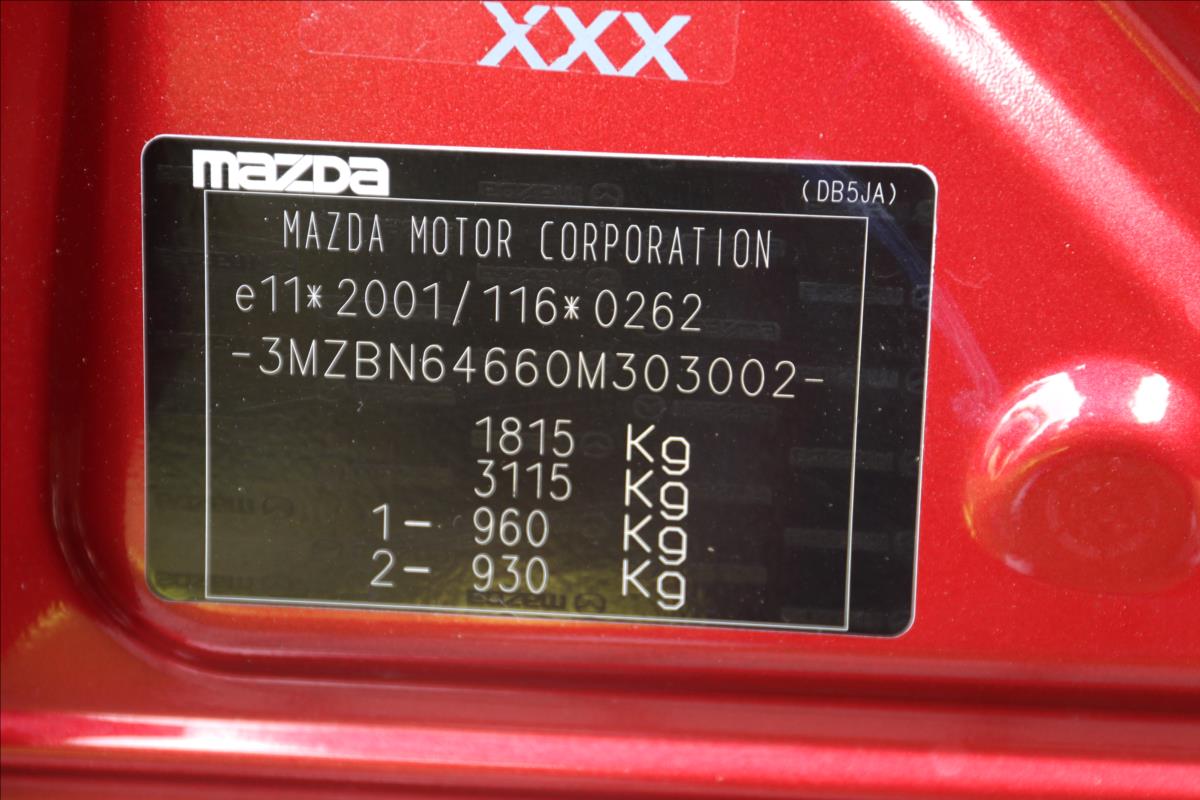 XXX
mazda
(DB5JA)
MAZDA MOTOR CORPORATION
e11*2001/116*0262
-3MZBN64660M303002-
1815 Kg
3115 Kg
1- 960 Kg
2- 930 Kg